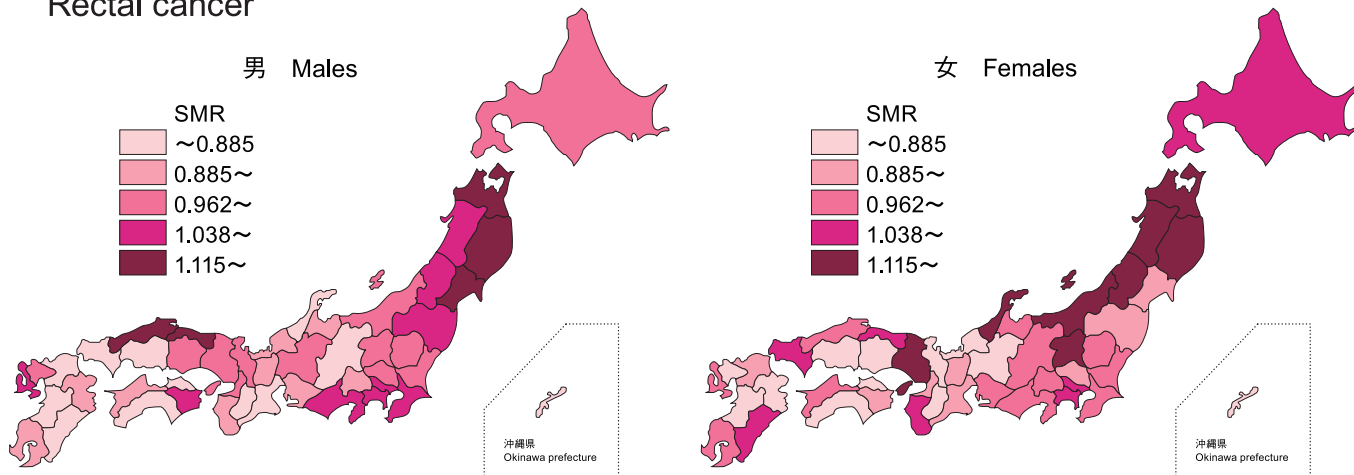 Rectal cancer
男 Males
SMR
～0.885
0.885～
0.962～
1.038～
1.115～
沖縄県
Okinawa prefecture
女 Females
SMR
～0.885
0.885～
0.962～
1.038～
1.115～
沖縄県
Okinawa prefecture